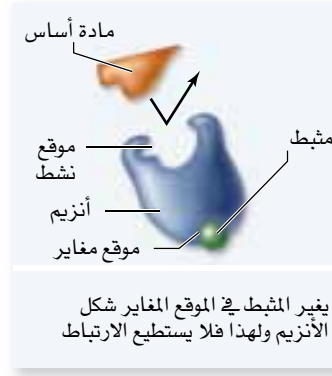 مادة أساس
مثبط
موقع
نشط
أنزيم
موقع مغاير
يغير المثبط في الموقع المغاير شكل
الأنزيم ولهذا فلا يستطيع الارتباط